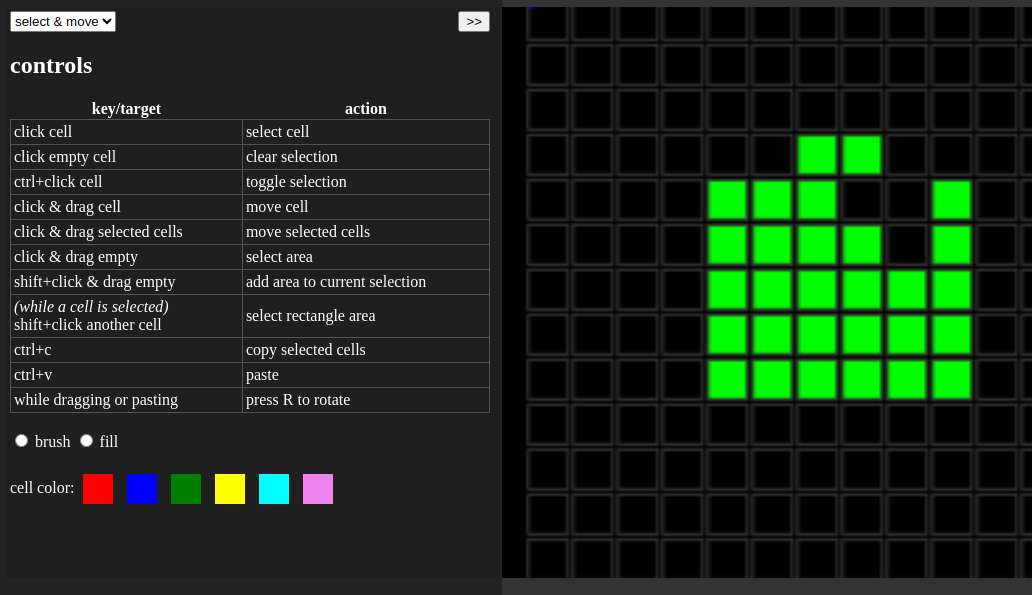 select & move >>
controls
key/target action
click cell select cell
click empty cell clear selection
ctrl+click cell toggle selection
click & drag cell move cell
click & drag selected cells move selected cells
click & drag empty select area
shift+click & drag empty add area to current selection
(while a cell is selected)
shift+click another cell select rectangle area
ctrl+c copy selected cells
ctrl+v paste
while dragging or pasting press R to rotate
brush fill
cell color: